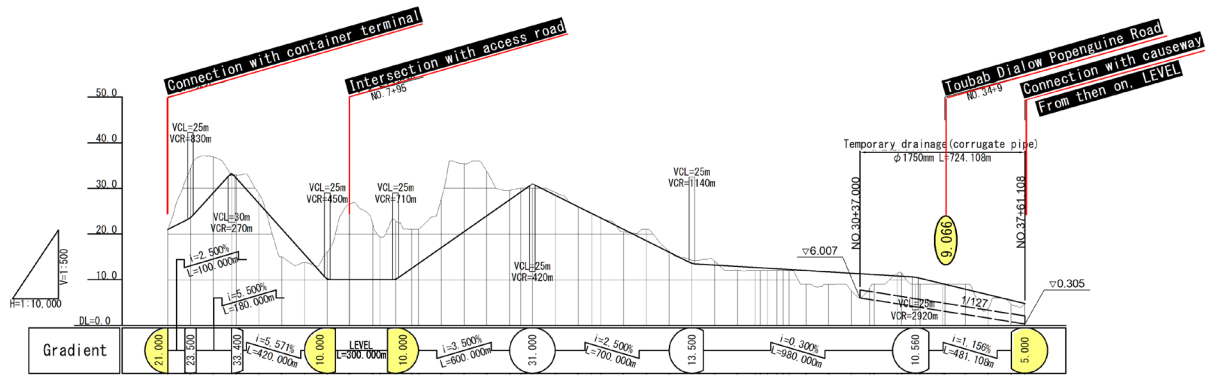 Connection with container terminal
Intersection with access road
NO.7+95
Toubab Dialow Popenguine Road
NO.34+9
Connection with causeway
From then on, LEVEL
50.0
40.0
30.0
20.0
10.0
DL=0.0
VCL=25m
VCR=830m
VCL=30m
VCR=270m
VCL=25m
VCR=450m
VCL=25m
VCR=710m
VCL=25m
VCR=420m
VCL=25m
VCR=1140m
VCL=25m
VCR=2920m
Temporary drainage(corrugate pipe)
φ1750mm L=724.108m
NO.30+37.000
NO.37+61.108
9.066
▽6.007
▽0.305
1/127
i=2.500%
L=100.000m
i=5.500%
L=180.000m
V=1:500
H=1:10,000
Gradient
21.000
23.500
33.400
i=5.571%
L=420.000m
10.000
LEVEL
L=300.000m
10.000
i=3.500%
L=600.000m
31.000
i=2.500%
L=700.000m
13.500
i=0.300%
L=980.000m
10.560
i=1.156%
L=481.108m
5.000